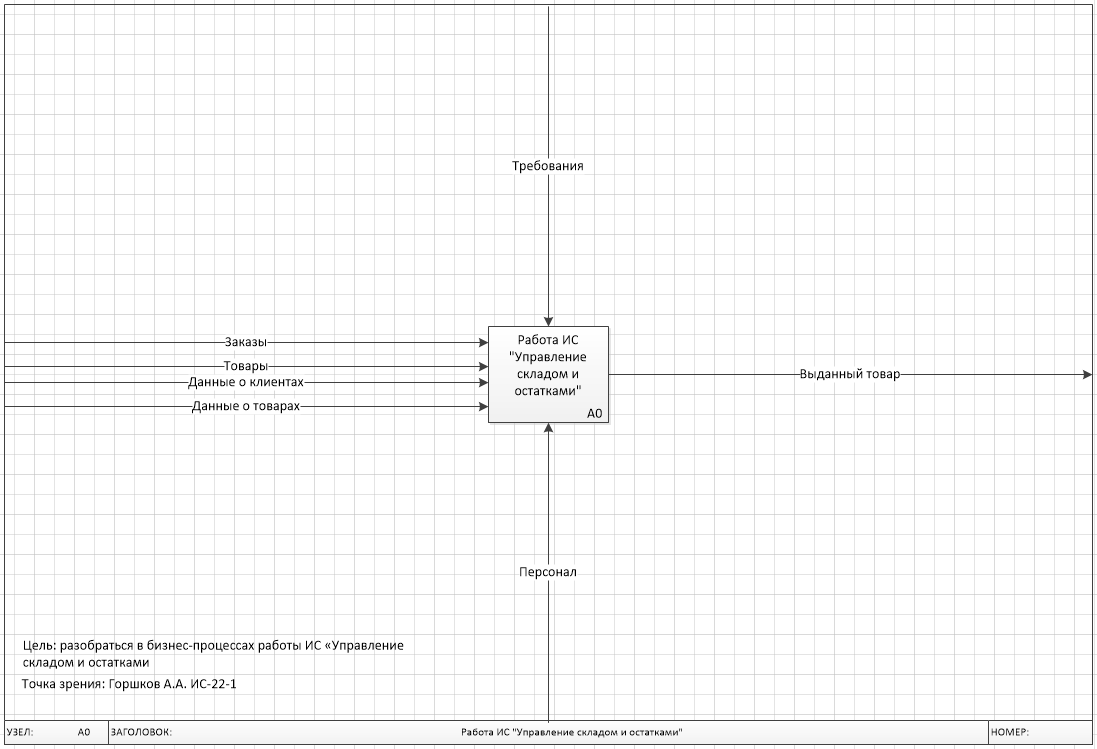 Требования
Заказы
Товары
Данные о клиентах
Данные о товарах
Работа ИС
"Управление
складом и
остатками"
A0
Выданный товар
Персонал
Цель: разобраться в бизнес-процессах работы ИС «Управление
складом и остатками
Точка зрения: Горшков А.А. ИС-22-1
УЗЕЛ: A0 ЗАГОЛОВОК: Работа ИС "Управление складом и остатками" НОМЕР: